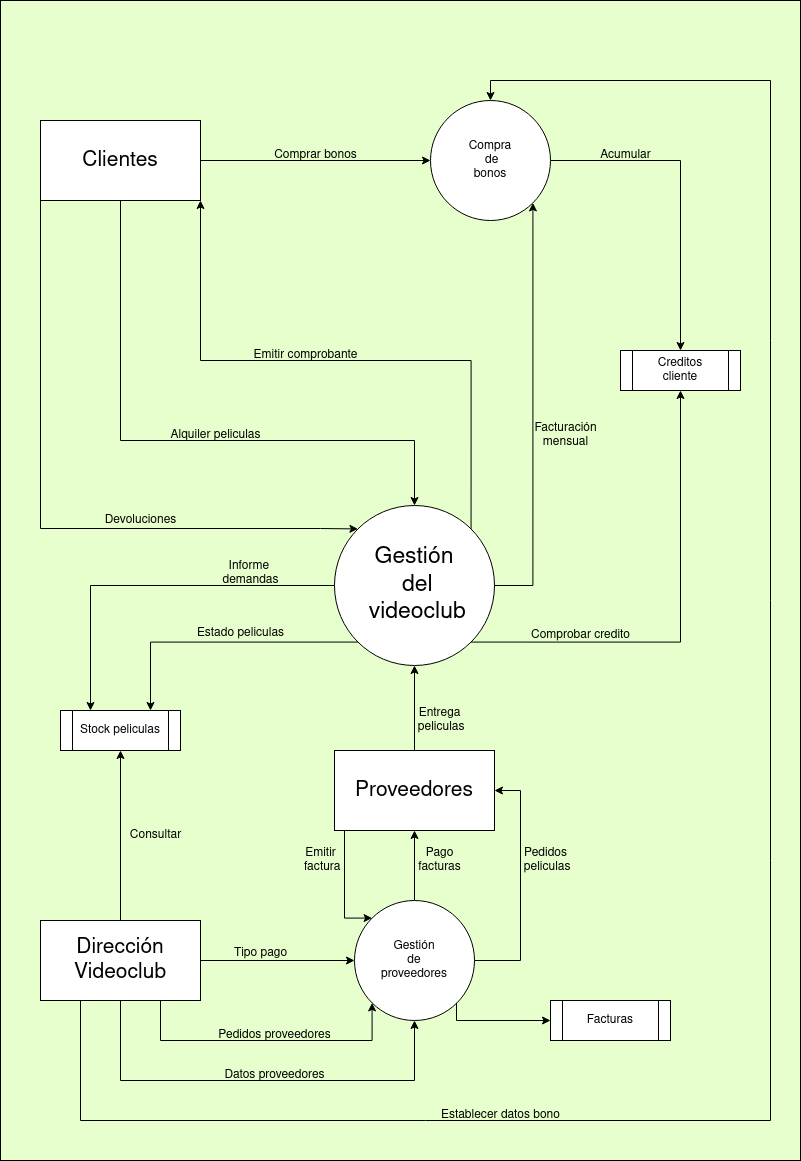 Clientes
Comprar bonos
Compra
de
bonos
Acumular
Creditos
cliente
Emitir comprobante
Alquiler peliculas
Facturación
mensual
Devoluciones
Gestión
del
videoclub
Informe
demandas
Estado peliculas
Comprobar credito
Stock peliculas
Entrega
peliculas
Proveedores
Consultar
Emitir
factura
Pago
facturas
Pedidos
peliculas
Dirección
Videoclub
Tipo pago
Gestión
de
proveedores
Facturas
Pedidos proveedores
Datos proveedores
Establecer datos bono